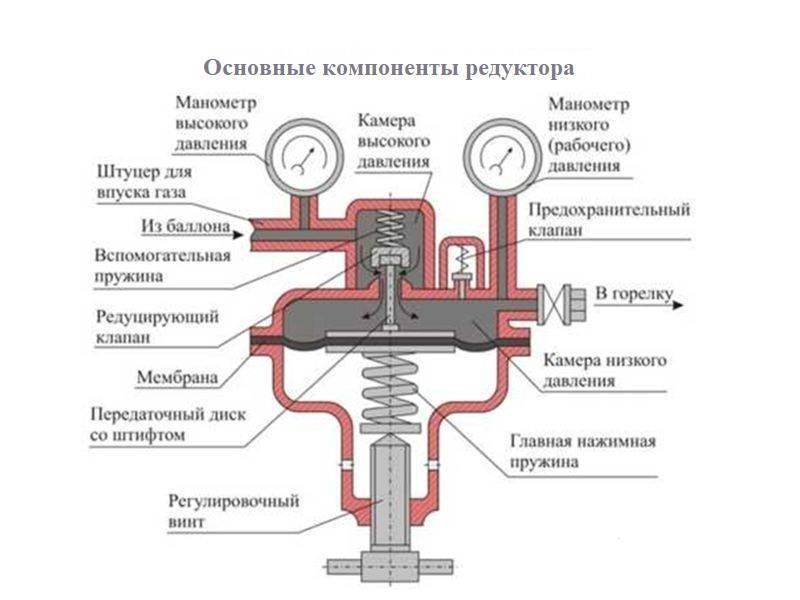 Основные компоненты редуктора
Манометр
высокого
давления
Камера
высокого
давления
Манометр
низкого
(рабочего)
давления
Штуцер для
впуска газа
Из баллона
Предохранительный
клапан
Вспомогательная
пружина
В горелку
Редуцирующий
клапан
Мембрана
Камера низкого
давления
Передаточный диск
со штифтом
Главная нажимная
пружина
Регулировочный
винт